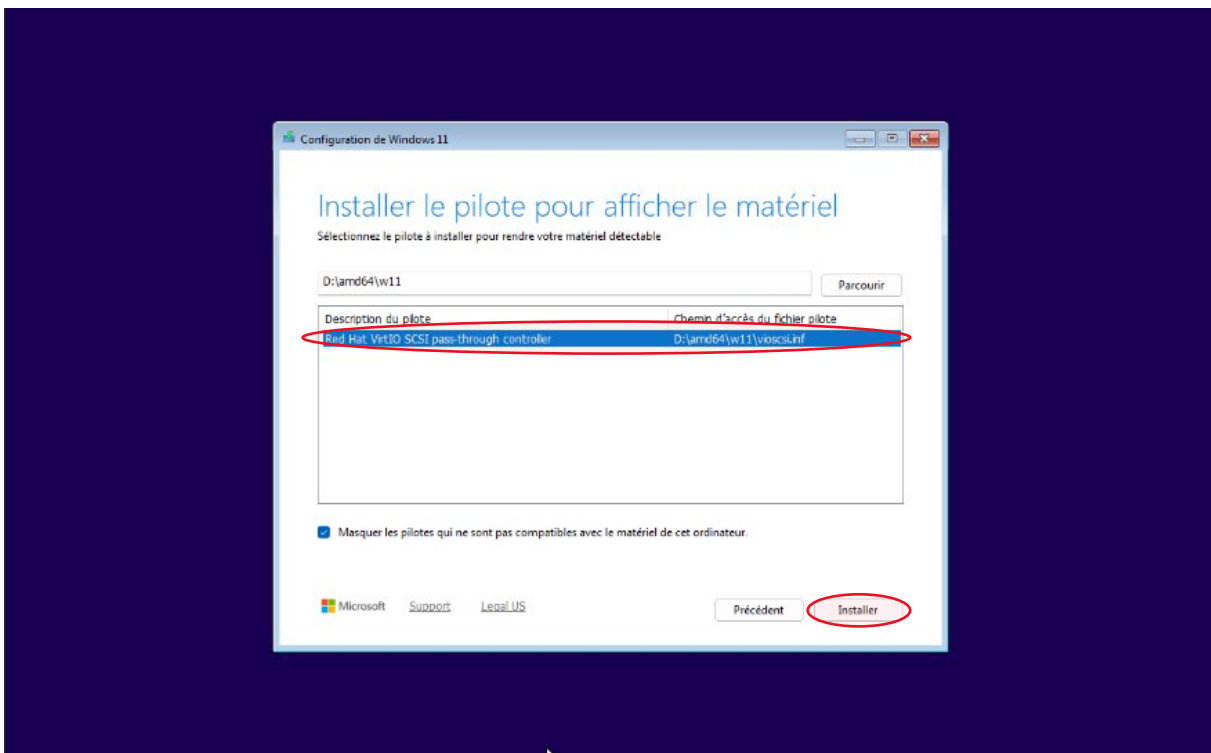 Configuration de Windows 11
Installer le pilote pour afficher le matériel
Sélectionnez le pilote à installer pour rendre votre matériel détectable
D:\amd64\w11
Parcourir
Description du pilote Chemin d'accès du fichier pilote
Red Hat VirtIO SCSI pass-through controller D:\amd64\w11\vioscsi.inf
Masquer les pilotes qui ne sont pas compatibles avec le matériel de cet ordinateur.
Microsoft Support Legal US
Précédent Installer